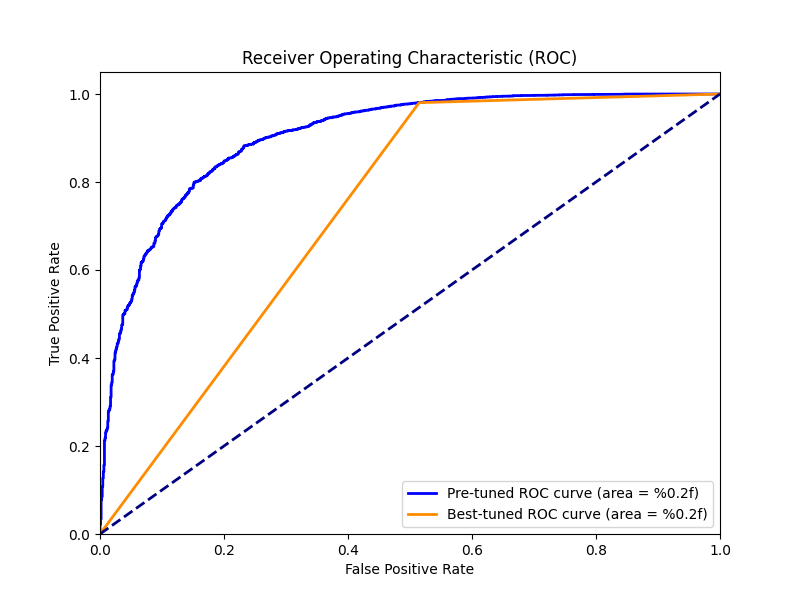 Receiver Operating Characteristic (ROC)
1.0
0.8
0.6
0.4
0.2
0.0
True Positive Rate
0.0 0.2 0.4 0.6 0.8 1.0
False Positive Rate
Pre-tuned ROC curve (area = %0.2f)
Best-tuned ROC curve (area = %0.2f)